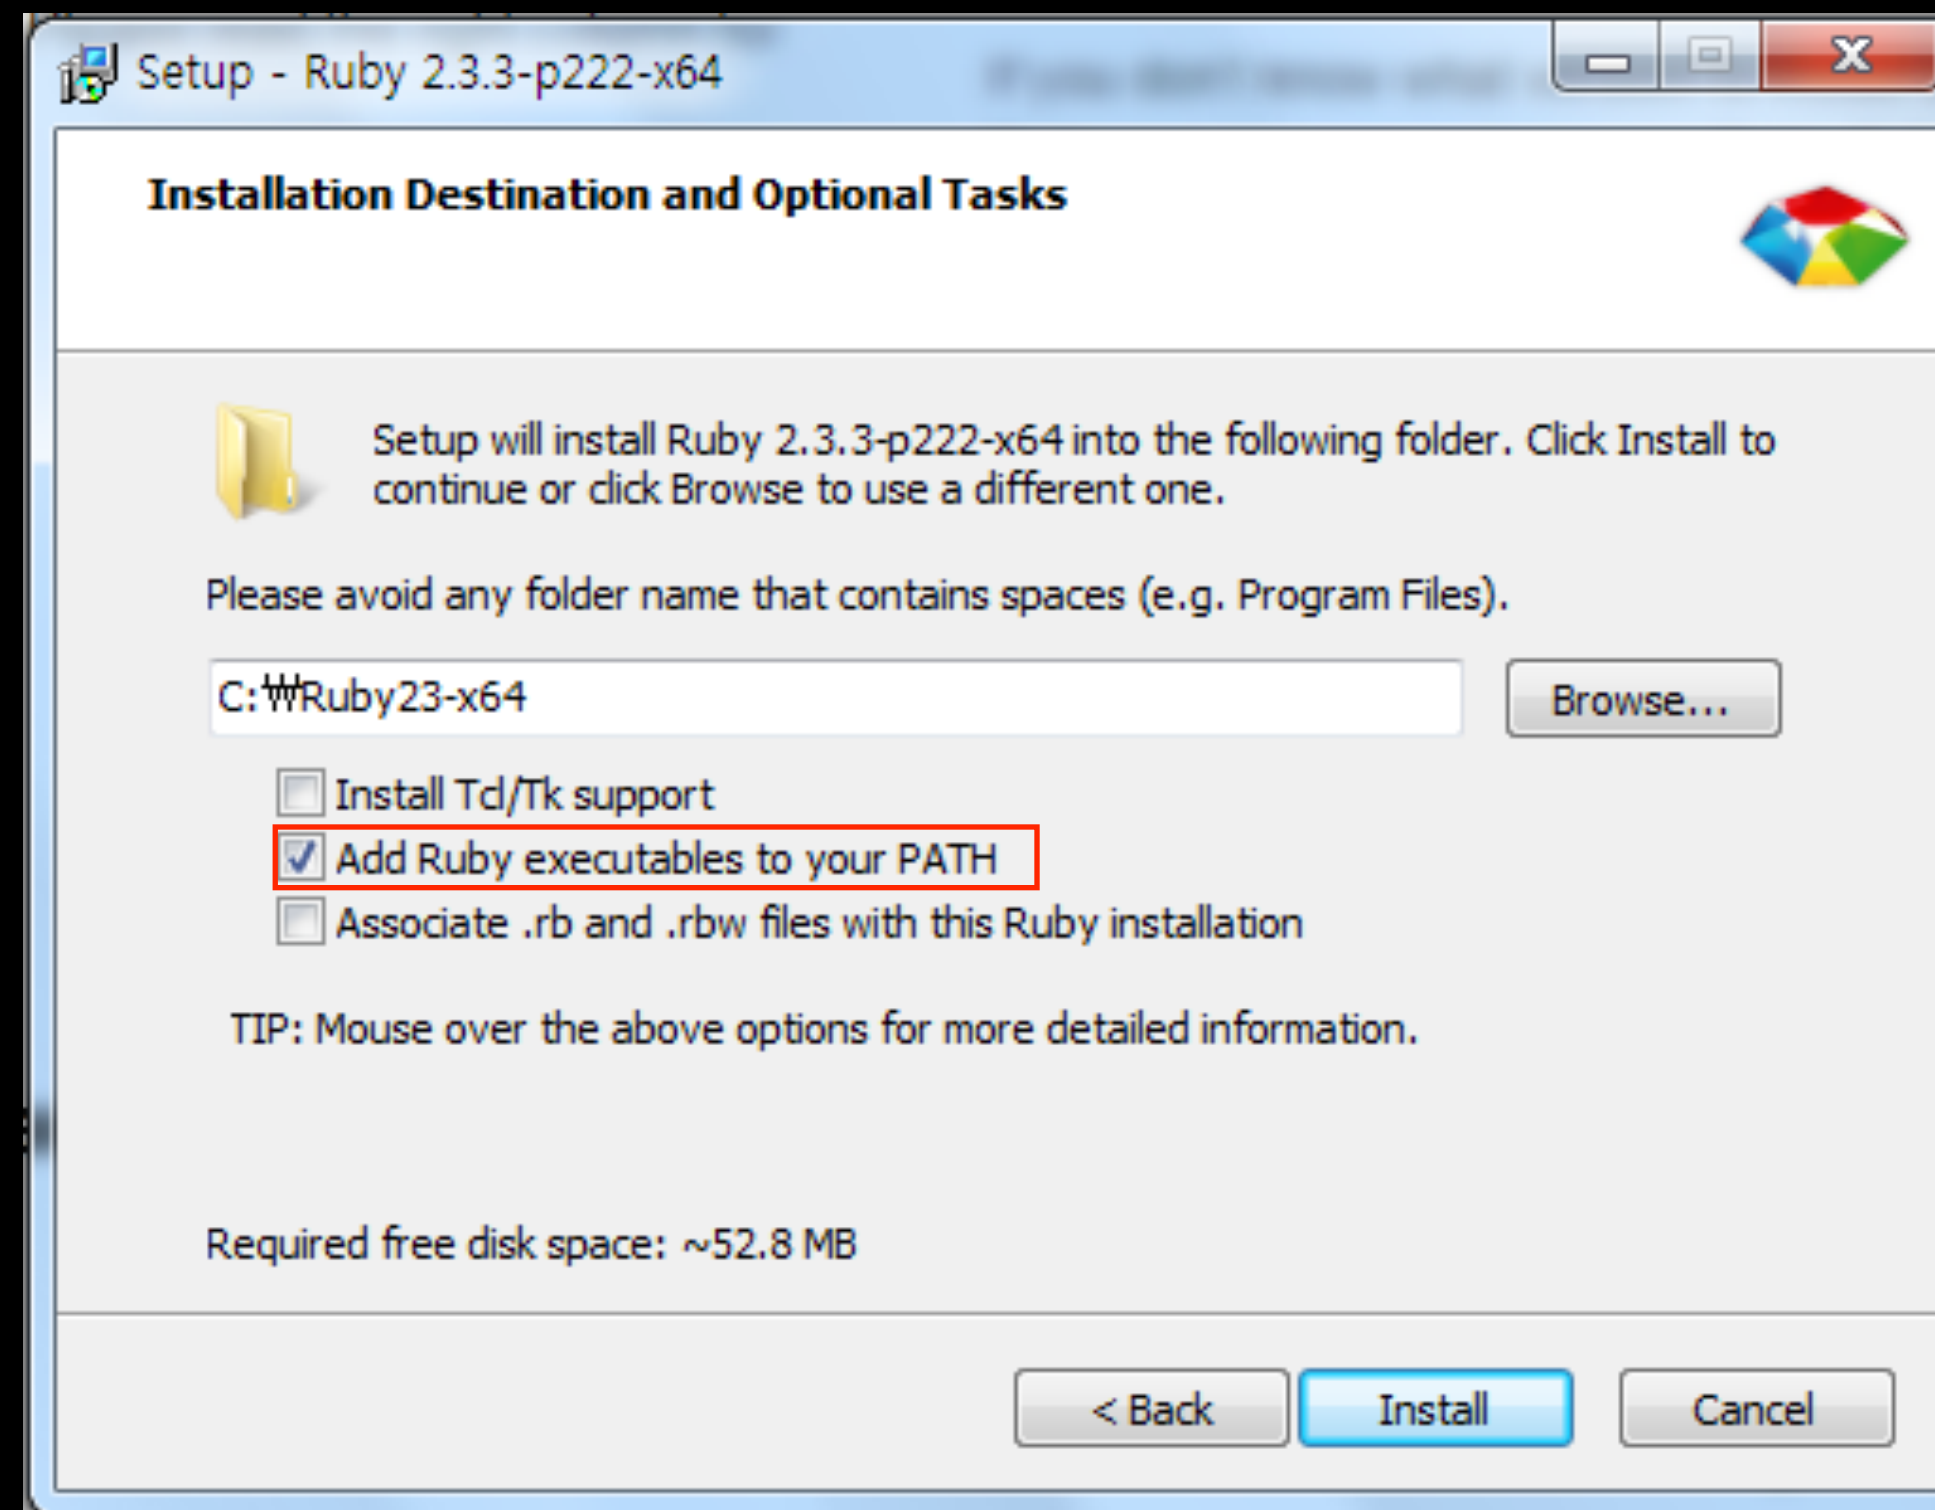 Setup - Ruby 2.3.3-p222-x64
Installation Destination and Optional Tasks
Setup will install Ruby 2.3.3-p222-x64 into the following folder. Click Install to
continue or click Browse to use a different one.
Please avoid any folder name that contains spaces (e.g. Program Files).
C:₩Ruby23-x64
Browse...
Install Tcl/Tk support
Add Ruby executables to your PATH
Associate .rb and .rbw files with this Ruby installation
TIP: Mouse over the above options for more detailed information.
Required free disk space: ~52.8 MB
< Back
Install
Cancel